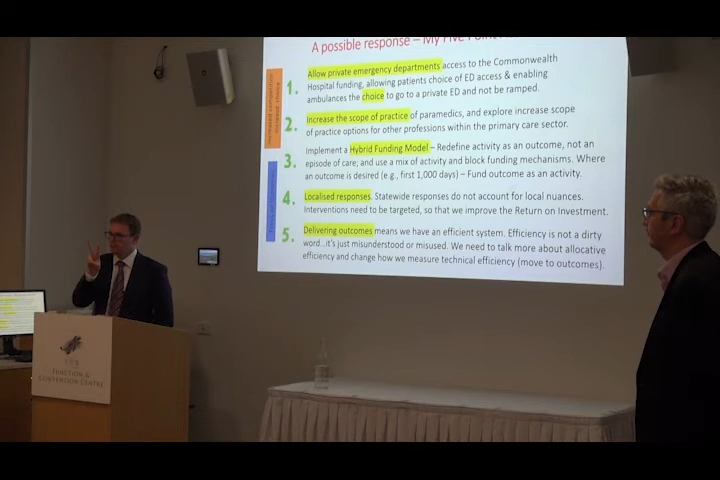 A possible response – My Five Point
1. Allow private emergency departments access to the Commonwealth
Hospital funding, allowing patients choice of ED access & enabling
ambulances the choice to go to a private ED and not be ramped.
2. Increase the scope of practice of paramedics, and explore increase scope
of practice options for other professions within the primary care sector.
3. Implement a Hybrid Funding Model – Redefine activity as an outcome, not an
episode of care; and use a mix of activity and block funding mechanisms. Where
an outcome is desired (e.g., first 1,000 days) – Fund outcome as an activity.
4. Localised responses. Statewide responses do not account for local nuances.
Interventions need to be targeted, so that we improve the Return on Investment.
5. Delivering outcomes means we have an efficient system. Efficiency is not a dirty
word...it's just misunderstood or misused. We need to talk more about allocative
efficiency and change how we measure technical efficiency (move to outcomes).
Increased competition
increased choice
FUNCTION &
CONVENTION CENTRE